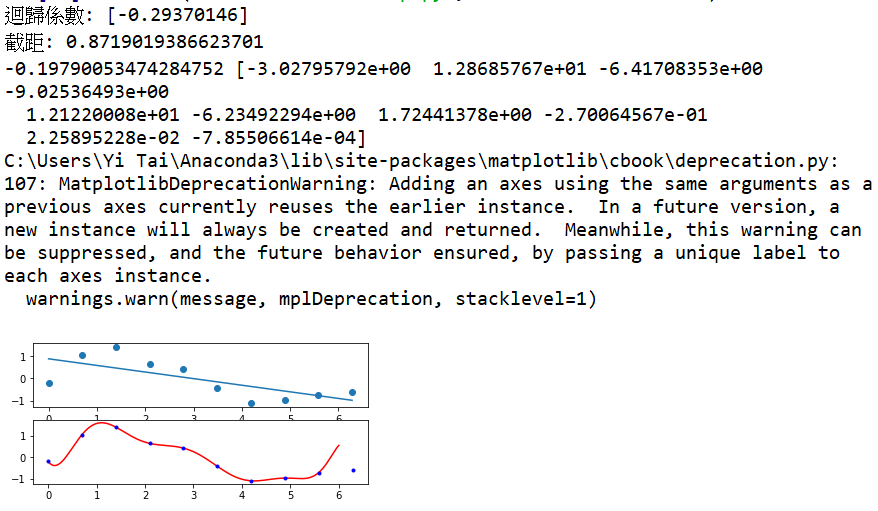 迴歸係數: [-0.29370146]
截距: 0.8719019386623701
-0.19790053474284752 [-3.02795792e+00  1.28685767e+01 -6.41708353e+00
-9.02536493e+00
  1.21220008e+01 -6.23492294e+00  1.72441378e+00 -2.70064567e-01
  2.25895228e-02 -7.85506614e-04]
C:\Users\Yi Tai\Anaconda3\lib\site-packages\matplotlib\cbook\deprecation.py:
107: MatplotlibDeprecationWarning: Adding an axes using the same arguments as a
previous axes currently reuses the earlier instance.  In a future version, a
new instance will always be created and returned.  Meanwhile, this warning can
be suppressed, and the future behavior ensured, by passing a unique label to
each axes instance.
  warnings.warn(message, mplDeprecation, stacklevel=1)
1
0
-1
0 1 2 3 4 5 6
1
0
-1
0 1 2 3 4 5 6